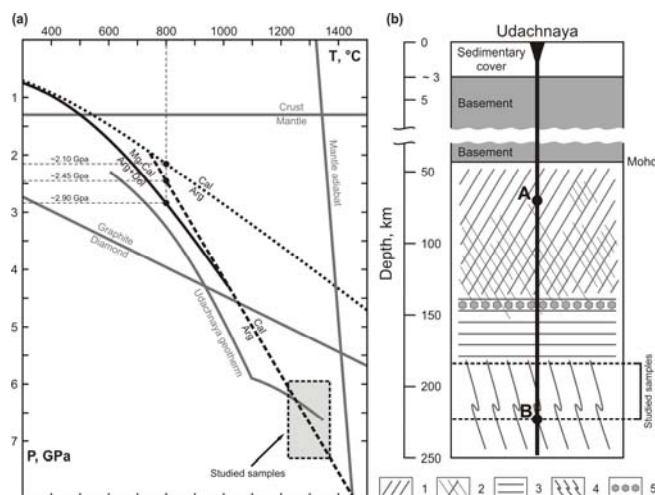 (a)
300 600 800 1000 1200 1400
T, °C
1
2
3
4
5
6
7
P, GPa
Crust
Mantle
~2.10 Gpa
~2.45 Gpa
~2.90 Gpa
Mg-Cal
Arg+Dol
Cal
Arg
Mantle adiabat
Graphite
Diamond
Udachnaya geotherm
Cal
Arg
Studied samples
(b)
Udachnaya
0
~ 3
5
50
100
150
200
250
Depth, km
Sedimentary
cover
Basement
Basement
Moho
A
B
Studied samples
1 2 3 4 5